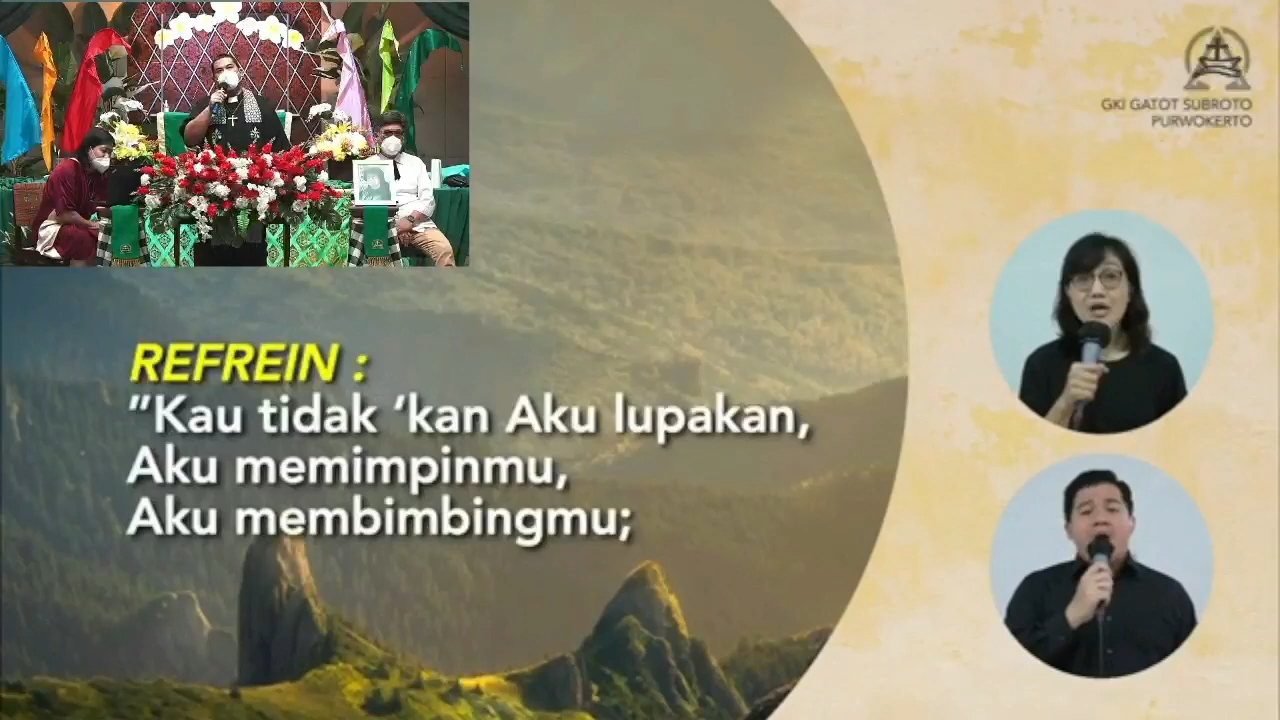 GKI GATOT SUBROTO
PURWOKERTO
REFREIN :
”Kau tidak ‘kan Aku lupakan,
Aku memimpinmu,
Aku membimbingmu;